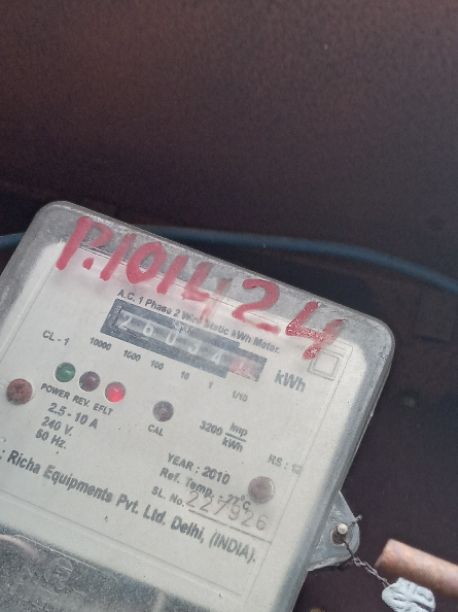 P.1014.24
A.C. 1 Phase 2 Wire Static kWh Meter.
CL - 1
10000 1000 100 10 1 1/10
kWh
POWER REV. EFLT
CAL
3200 Imp/kWh
2.5 - 10 A
240 V.
50 Hz.
YEAR : 2010
RS :
Ref. Temp. : 27°C
SL. No. 227926
: Richa Equipments Pvt. Ltd. Delhi, (INDIA).